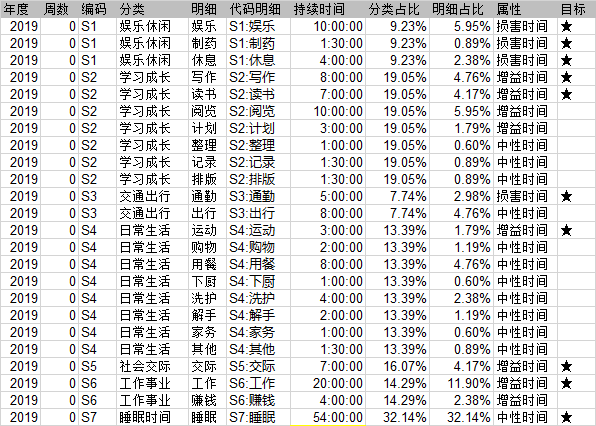 年度 周数 编码 分类 明细 代码明细 持续时间 分类占比 明细占比 属性 目标
2019 0 S1 娱乐休闲 娱乐 S1:娱乐 10:00:00 9.23% 5.95% 损害时间 ★
2019 0 S1 娱乐休闲 制药 S1:制药 1:30:00 9.23% 0.89% 损害时间 ★
2019 0 S1 娱乐休闲 休息 S1:休息 4:00:00 9.23% 2.38% 损害时间 ★
2019 0 S2 学习成长 写作 S2:写作 8:00:00 19.05% 4.76% 增益时间 ★
2019 0 S2 学习成长 读书 S2:读书 7:00:00 19.05% 4.17% 增益时间 ★
2019 0 S2 学习成长 阅览 S2:阅览 10:00:00 19.05% 5.95% 增益时间
2019 0 S2 学习成长 计划 S2:计划 3:00:00 19.05% 1.79% 增益时间
2019 0 S2 学习成长 整理 S2:整理 1:00:00 19.05% 0.60% 中性时间
2019 0 S2 学习成长 记录 S2:记录 1:30:00 19.05% 0.89% 中性时间
2019 0 S2 学习成长 排版 S2:排版 1:30:00 19.05% 0.89% 中性时间
2019 0 S3 交通出行 通勤 S3:通勤 5:00:00 7.74% 2.98% 损害时间 ★
2019 0 S3 交通出行 出行 S3:出行 8:00:00 7.74% 4.76% 中性时间
2019 0 S4 日常生活 运动 S4:运动 3:00:00 13.39% 1.79% 增益时间 ★
2019 0 S4 日常生活 购物 S4:购物 2:00:00 13.39% 1.19% 中性时间
2019 0 S4 日常生活 用餐 S4:用餐 8:00:00 13.39% 4.76% 中性时间
2019 0 S4 日常生活 下厨 S4:下厨 1:00:00 13.39% 0.60% 中性时间
2019 0 S4 日常生活 洗护 S4:洗护 4:00:00 13.39% 2.38% 中性时间
2019 0 S4 日常生活 解手 S4:解手 2:00:00 13.39% 1.19% 中性时间
2019 0 S4 日常生活 家务 S4:家务 1:00:00 13.39% 0.60% 中性时间
2019 0 S4 日常生活 其他 S4:其他 1:30:00 13.39% 0.89% 中性时间
2019 0 S5 社会交际 交际 S5:交际 7:00:00 16.07% 4.17% 增益时间 ★
2019 0 S6 工作事业 工作 S6:工作 20:00:00 14.29% 11.90% 增益时间 ★
2019 0 S6 工作事业 赚钱 S6:赚钱 4:00:00 14.29% 2.38% 增益时间
2019 0 S7 睡眠时间 睡眠 S7:睡眠 54:00:00 32.14% 32.14% 中性时间 ★